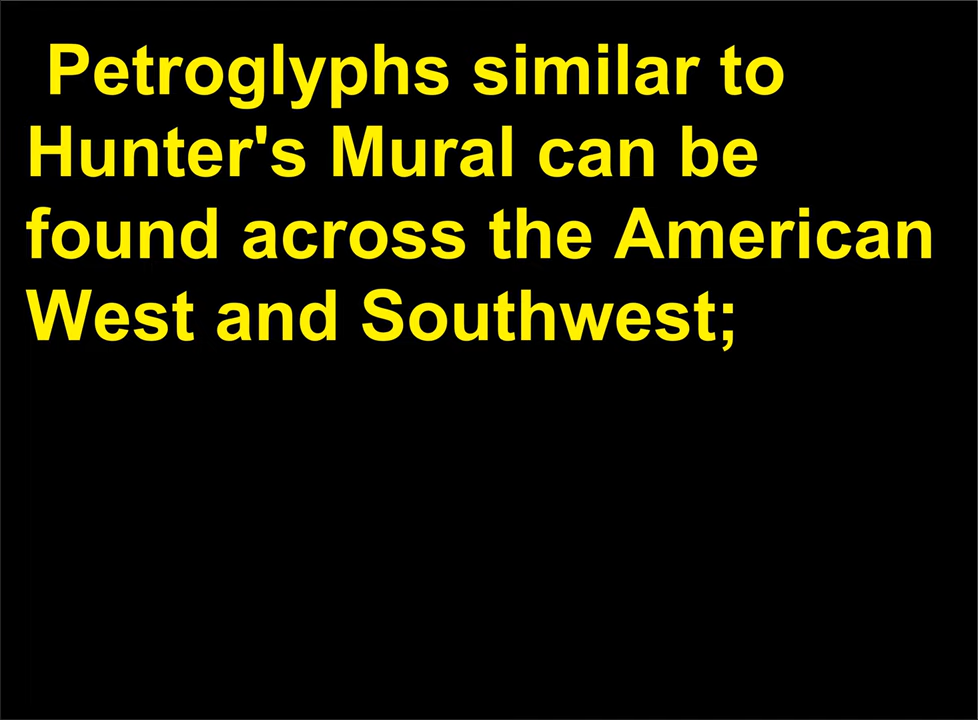 Petroglyphs similar to
Hunter's Mural can be
found across the American
West and Southwest;